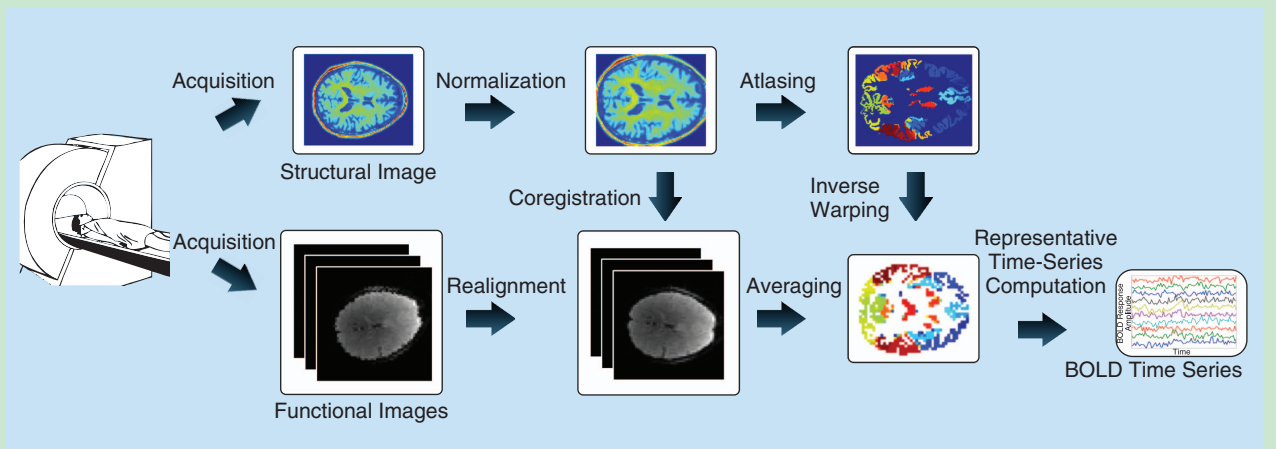 Acquisition
Normalization
Atlasing
Structural Image
Coregistration
Inverse
Warping
Acquisition
Realignment
Averaging
Representative
Time-Series
Computation
Functional Images
BOLD Response
Amplitude
Time
BOLD Time Series